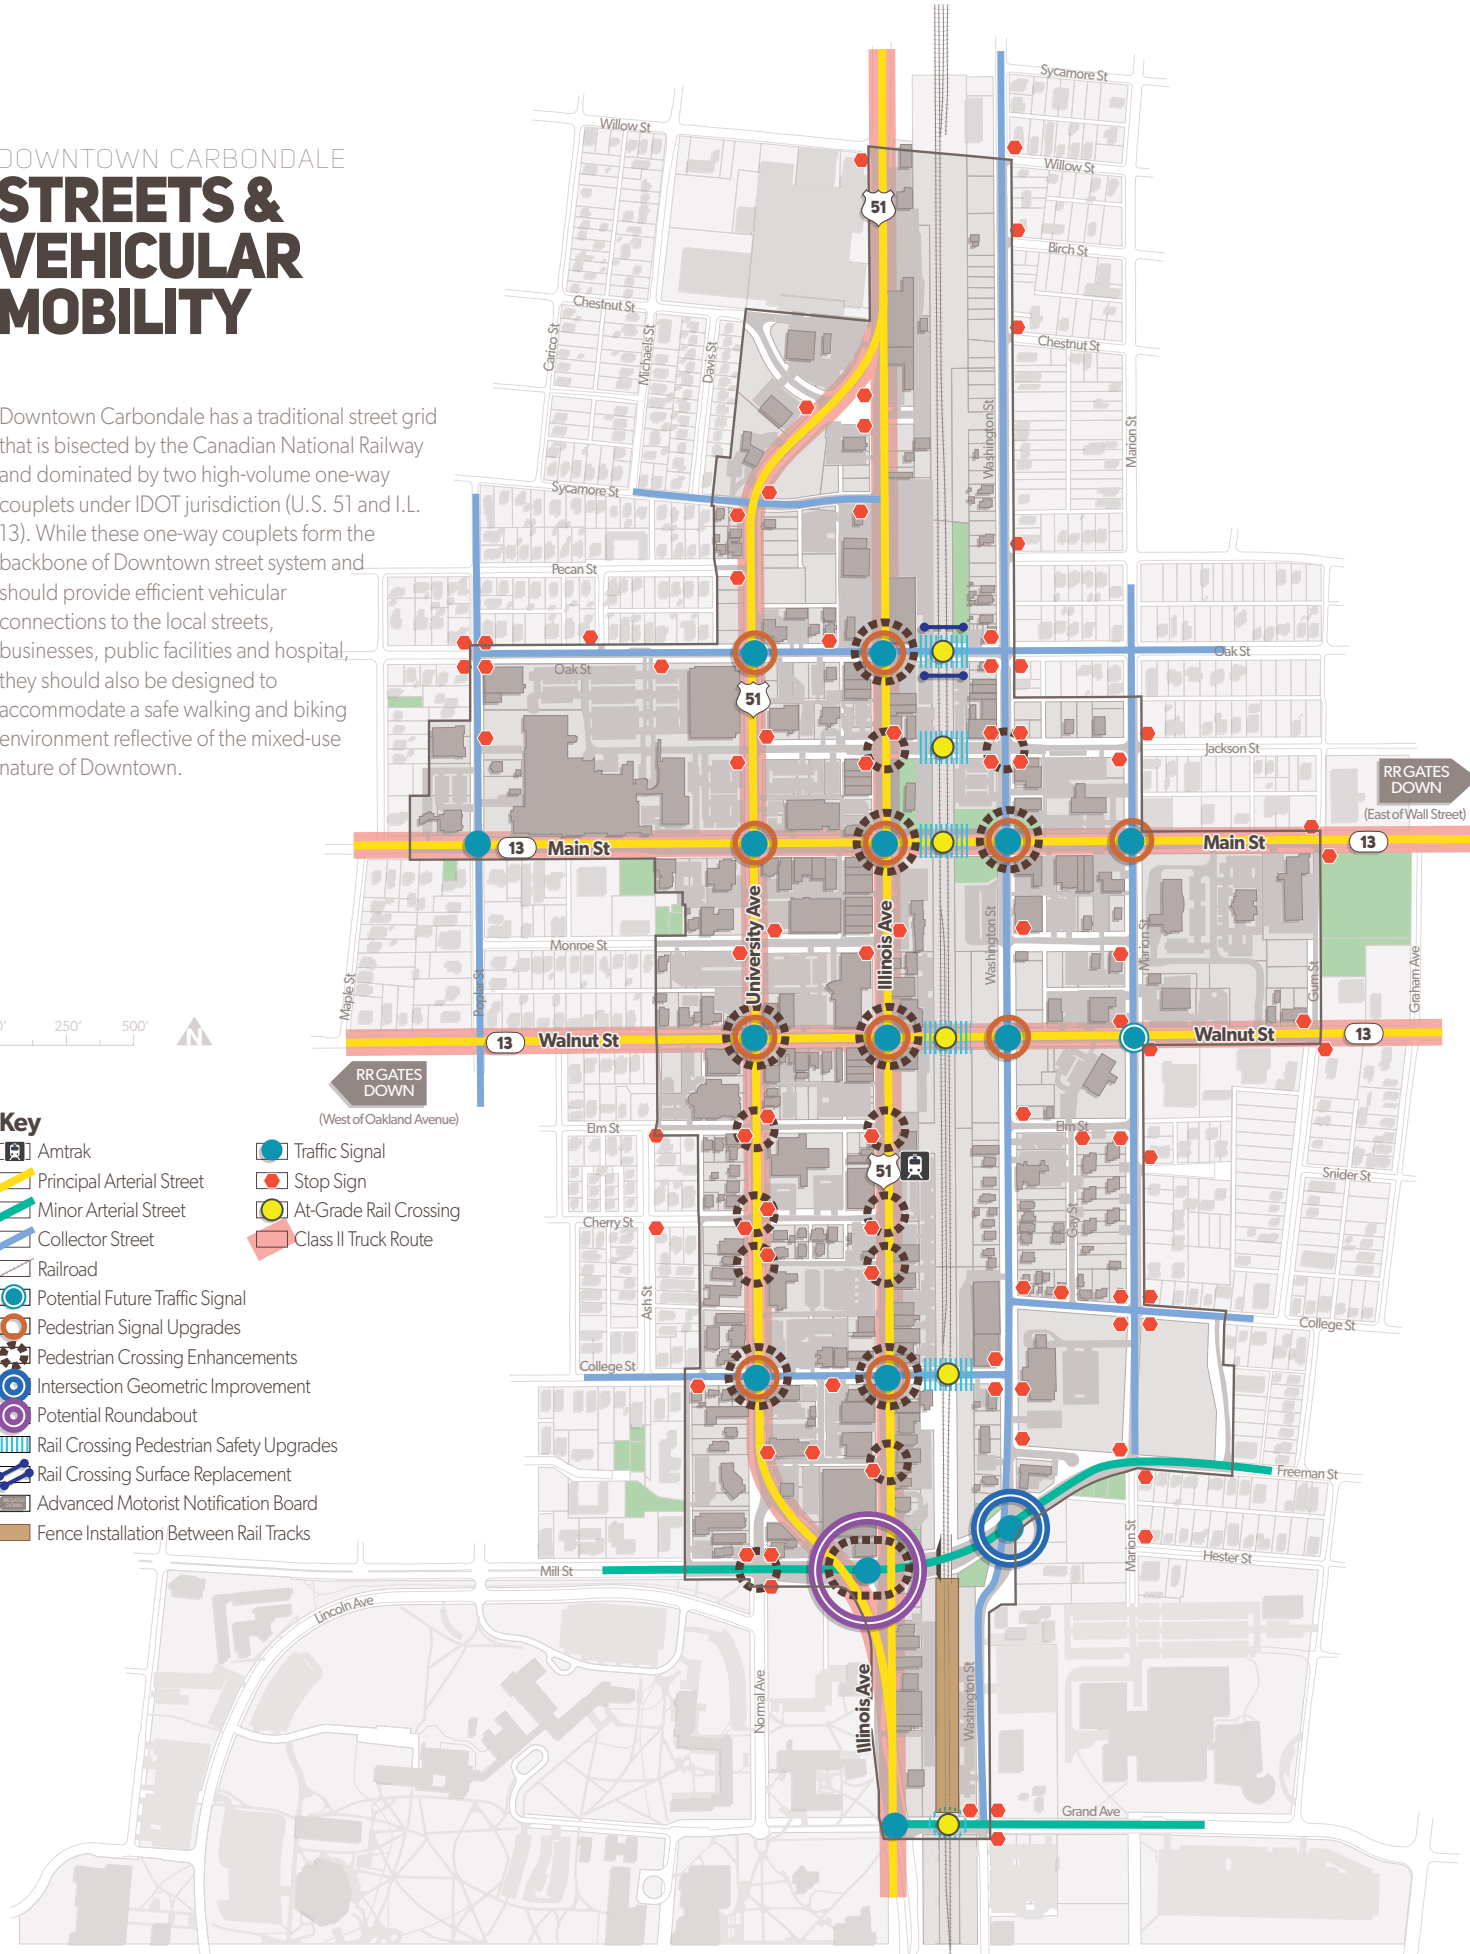 DOWNTOWN CARBONDALE
STREETS &
VEHICULAR
MOBILITY
Downtown Carbondale has a traditional street grid
that is bisected by the Canadian National Railway
and dominated by two high-volume one-way
couplets under IDOT jurisdiction (U.S. 51 and I.L.
13). While these one-way couplets form the
backbone of Downtown street system and
should provide efficient vehicular
connections to the local streets,
businesses, public facilities and hospital,
they should also be designed to
accommodate a safe walking and biking
environment reflective of the mixed-use
nature of Downtown.
0'
250'
500'
N
Key
Amtrak
Principal Arterial Street
Minor Arterial Street
Collector Street
Railroad
Potential Future Traffic Signal
Pedestrian Signal Upgrades
Pedestrian Crossing Enhancements
Intersection Geometric Improvement
Potential Roundabout
Rail Crossing Pedestrian Safety Upgrades
Rail Crossing Surface Replacement
RR GATES
DOWN
Advanced Motorist Notification Board
Fence Installation Between Rail Tracks
Traffic Signal
Stop Sign
At-Grade Rail Crossing
Class II Truck Route
Sycamore St
Willow St
Willow St
51
Birch St
Chestnut St
Chestnut St
Carico St
Michaels St
Davis St
Washington St
Marion St
Sycamore St
Pecan St
Oak St
Oak St
51
Jackson St
RR GATES
DOWN
(East of Wall Street)
13
Main St
Main St
13
University Ave
Illinois Ave
Washington St
Marion St
Monroe St
Maple St
Poplar St
Gum St
Graham Ave
13
Walnut St
Walnut St
13
RR GATES
DOWN
(West of Oakland Avenue)
Elm St
Elm St
51
Snider St
Cherry St
Gay St
Ash St
College St
College St
Freeman St
Marion St
Hester St
Mill St
Lincoln Ave
Normal Ave
Illinois Ave
Washington St
Grand Ave